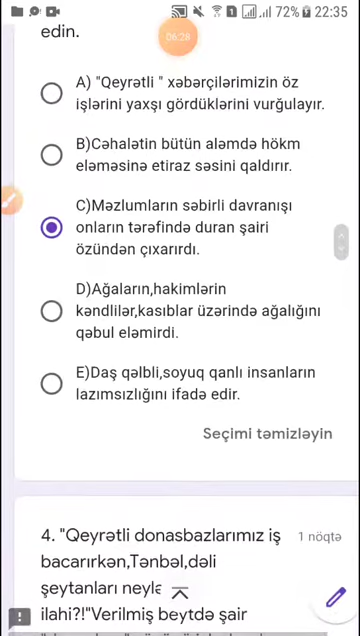 72% 22:35
edin.
06:28
A) "Qeyrətli " xəbərçilərimizin öz
işlərini yaxşı gördüklərini vurğulayır.
B)Cəhalətin bütün aləmdə hökm
eləməsinə etiraz səsini qaldırır.
C)Məzlumların səbirli davranışı
onların tərəfində duran şairi
özündən çıxarırdı.
D)Ağaların,hakimlərin
kəndlilər,kasıblar üzərində ağalığını
qəbul eləmirdi.
E)Daş qəlbli,soyuq qanlı insanların
lazımsızlığını ifadə edir.
Seçimi təmizləyin
4. "Qeyrətli donasbazlarımız iş 1 nöqtə
bacarırkən,Tənbəl,dəli
şeytanları neylə
ilahi?!"Verilmiş beytdə şair